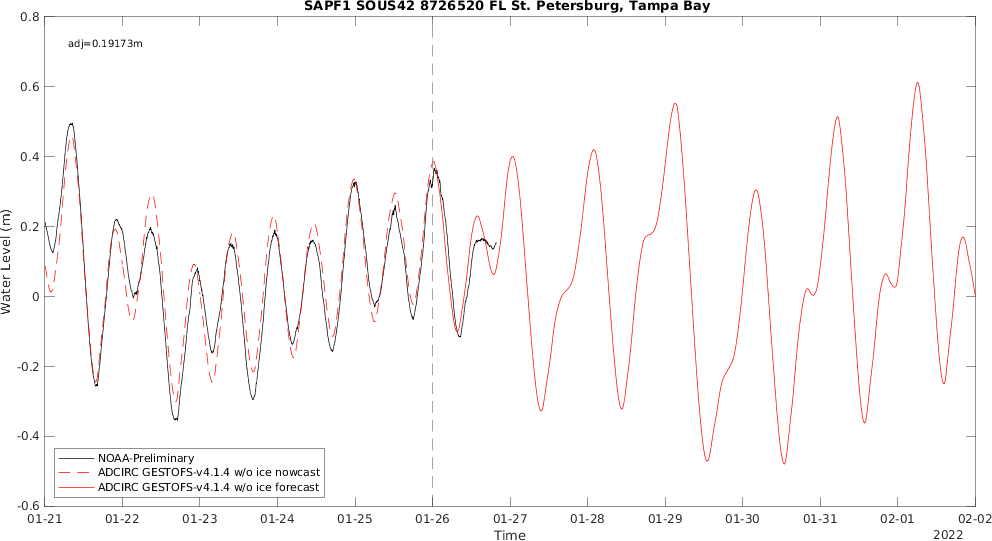 SAPF1 SOUS42 8726520 FL St. Petersburg, Tampa Bay
adj=0.19173m
0.8
0.6
0.4
0.2
0
-0.2
-0.4
-0.6
Water Level (m)
NOAA-Preliminary
ADCIRC GESTOFS-v4.1.4 w/o ice nowcast
ADCIRC GESTOFS-v4.1.4 w/o ice forecast
01-21 01-22 01-23 01-24 01-25 01-26 01-27 01-28 01-29 01-30 01-31 02-01 02-02
Time
2022